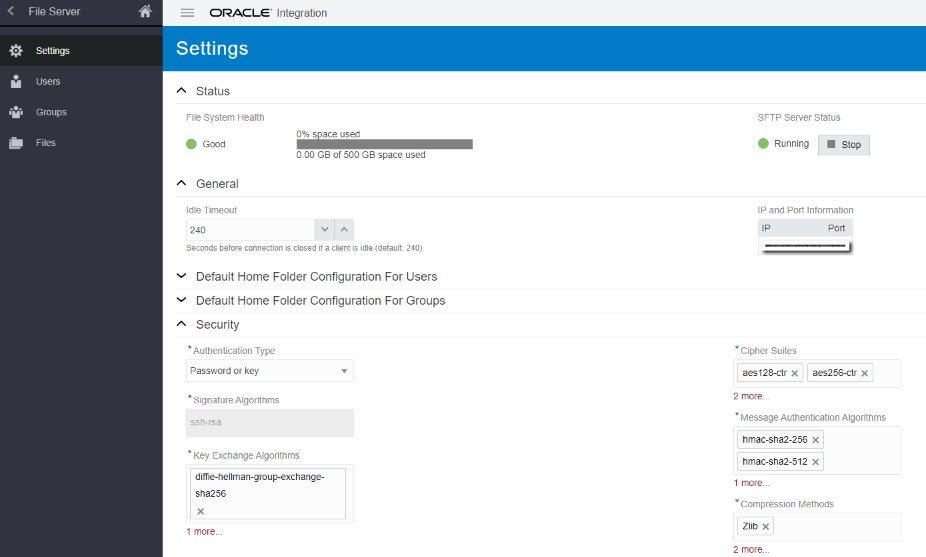 File Server
Settings
Users
Groups
Files
ORACLE Integration
Settings
Status
File System Health
Good
0% space used
0.00 GB of 500 GB space used
SFTP Server Status
Running
Stop
General
Idle Timeout
240
Seconds before connection is closed if a client is idle (default: 240)
IP and Port Information
IP Port
Default Home Folder Configuration For Users
Default Home Folder Configuration For Groups
Security
*Authentication Type
Password or key
*Signature Algorithms
ssh-rsa
*Key Exchange Algorithms
diffie-hellman-group-exchange-
sha256
1 more...
*Cipher Suites
aes128-ctr aes256-ctr
2 more...
*Message Authentication Algorithms
hmac-sha2-256
hmac-sha2-512
1 more...
*Compression Methods
Zlib
2 more...